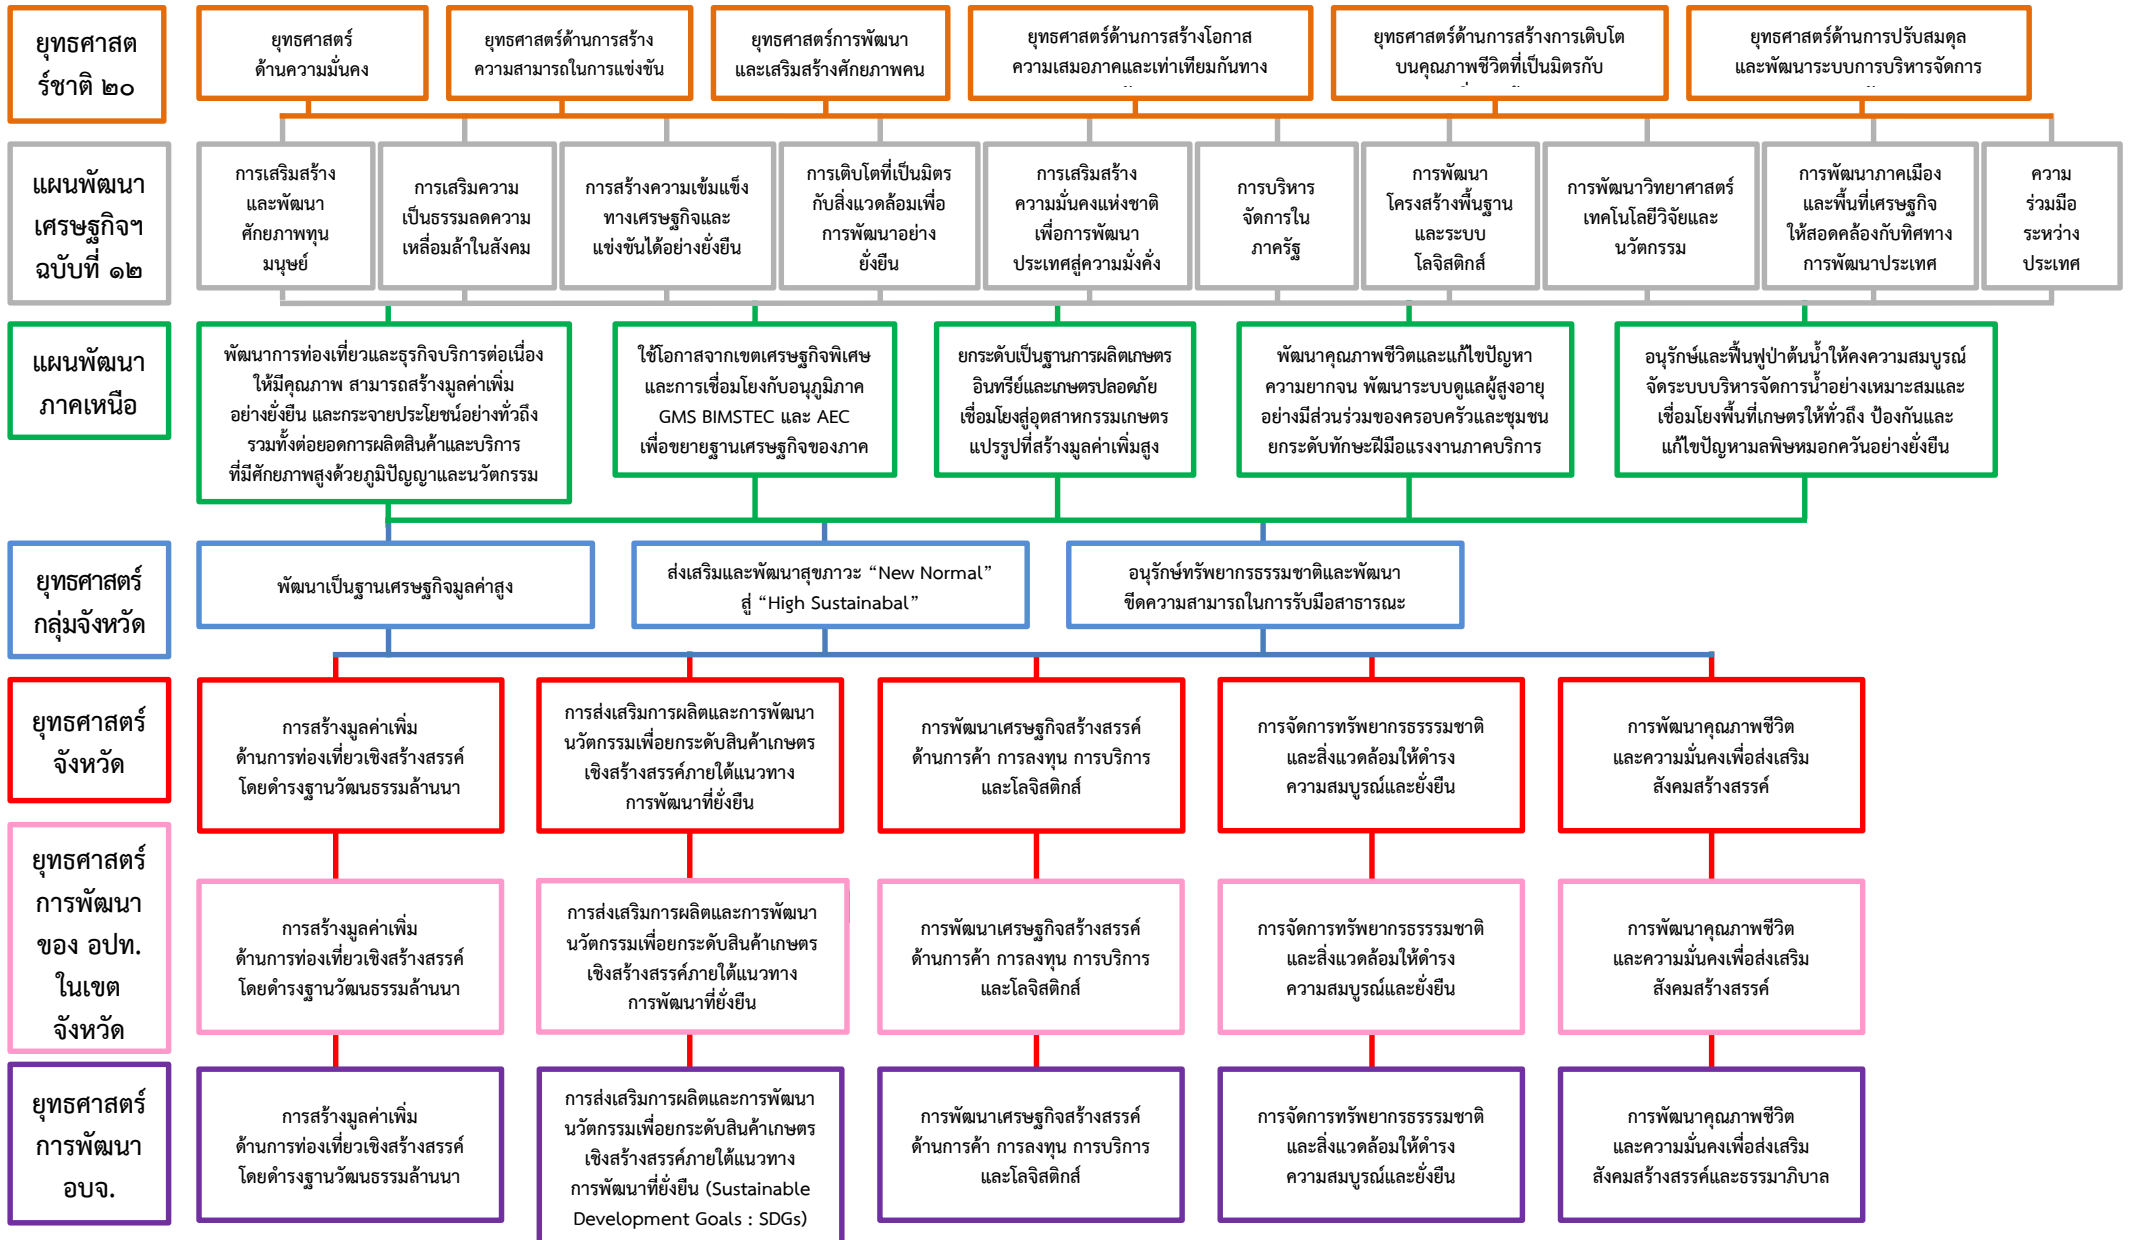 ยุทธศาสต
ร์ชาติ ๒๐
ยุทธศาสตร์
ด้านความมั่นคง
ยุทธศาสตร์ด้านการสร้าง
ความสามารถในการแข่งขัน
ยุทธศาสตร์การพัฒนา
และเสริมสร้างศักยภาพคน
ยุทธศาสตร์ด้านการสร้างโอกาส
ความเสมอภาคและเท่าเทียมกันทาง
ยุทธศาสตร์ด้านการสร้างการเติบโต
บนคุณภาพชีวิตที่เป็นมิตรกับ
ยุทธศาสตร์ด้านการปรับสมดุล
และพัฒนาระบบการบริหารจัดการ
แผนพัฒนา
เศรษฐกิจฯ
ฉบับที่ ๑๒
การเสริมสร้าง
และพัฒนา
ศักยภาพทุน
มนุษย์
การเสริมความ
เป็นธรรมลดความ
เหลื่อมล้ำในสังคม
การสร้างความเข้มแข็ง
ทางเศรษฐกิจและ
แข่งขันได้อย่างยั่งยืน
การเติบโตที่เป็นมิตร
กับสิ่งแวดล้อมเพื่อ
การพัฒนาอย่าง
ยั่งยืน
การเสริมสร้าง
ความมั่นคงแห่งชาติ
เพื่อการพัฒนา
ประเทศสู่ความมั่งคั่ง
การบริหาร
จัดการใน
ภาครัฐ
การพัฒนา
โครงสร้างพื้นฐาน
และระบบ
โลจิสติกส์
การพัฒนาวิทยาศาสตร์
เทคโนโลยีวิจัยและ
นวัตกรรม
การพัฒนาภาคเมือง
และพื้นที่เศรษฐกิจ
ให้สอดคล้องกับทิศทาง
การพัฒนาประเทศ
ความ
ร่วมมือ
ระหว่าง
ประเทศ
แผนพัฒนา
ภาคเหนือ
พัฒนาการท่องเที่ยวและธุรกิจบริการต่อเนื่อง
ให้มีคุณภาพ สามารถสร้างมูลค่าเพิ่ม
อย่างยั่งยืน และกระจายประโยชน์อย่างทั่วถึง
รวมทั้งต่อยอดการผลิตสินค้าและบริการ
ที่มีศักยภาพสูงด้วยภูมิปัญญาและนวัตกรรม
ใช้โอกาสจากเขตเศรษฐกิจพิเศษ
และการเชื่อมโยงกับอนุภูมิภาค
GMS BIMSTEC และ AEC
เพื่อขยายฐานเศรษฐกิจของภาค
ยกระดับเป็นฐานการผลิตเกษตร
อินทรีย์และเกษตรปลอดภัย
เชื่อมโยงสู่อุตสาหกรรมเกษตร
แปรรูปที่สร้างมูลค่าเพิ่มสูง
พัฒนาคุณภาพชีวิตและแก้ไขปัญหา
ความยากจน พัฒนาระบบดูแลผู้สูงอายุ
อย่างมีส่วนร่วมของครอบครัวและชุมชน
ยกระดับทักษะฝีมือแรงงานภาคบริการ
อนุรักษ์และฟื้นฟูป่าต้นน้ำให้คงความสมบูรณ์
จัดระบบบริหารจัดการน้ำอย่างเหมาะสมและ
เชื่อมโยงพื้นที่เกษตรให้ทั่วถึง ป้องกันและ
แก้ไขปัญหามลพิษหมอกควันอย่างยั่งยืน
ยุทธศาสตร์
กลุ่มจังหวัด
พัฒนาเป็นฐานเศรษฐกิจมูลค่าสูง
ส่งเสริมและพัฒนาสุขภาวะ “New Normal”
สู่ “High Sustainabal”
อนุรักษ์ทรัพยากรธรรมชาติและพัฒนา
ขีดความสามารถในการรับมือสาธารณะ
ยุทธศาสตร์
จังหวัด
การสร้างมูลค่าเพิ่ม
ด้านการท่องเที่ยวเชิงสร้างสรรค์
โดยดำรงฐานวัฒนธรรมล้านนา
การส่งเสริมการผลิตและการพัฒนา
นวัตกรรมเพื่อยกระดับสินค้าเกษตร
เชิงสร้างสรรค์ภายใต้แนวทาง
การพัฒนาที่ยั่งยืน
การพัฒนาเศรษฐกิจสร้างสรรค์
ด้านการค้า การลงทุน การบริการ
และโลจิสติกส์
การจัดการทรัพยากรธรรรมชาติ
และสิ่งแวดล้อมให้ดำรง
ความสมบูรณ์และยั่งยืน
การพัฒนาคุณภาพชีวิต
และความมั่นคงเพื่อส่งเสริม
สังคมสร้างสรรค์
ยุทธศาสตร์
การพัฒนา
ของ อปท.
ในเขต
จังหวัด
การสร้างมูลค่าเพิ่ม
ด้านการท่องเที่ยวเชิงสร้างสรรค์
โดยดำรงฐานวัฒนธรรมล้านนา
การส่งเสริมการผลิตและการพัฒนา
นวัตกรรมเพื่อยกระดับสินค้าเกษตร
เชิงสร้างสรรค์ภายใต้แนวทาง
การพัฒนาที่ยั่งยืน
การพัฒนาเศรษฐกิจสร้างสรรค์
ด้านการค้า การลงทุน การบริการ
และโลจิสติกส์
การจัดการทรัพยากรธรรรมชาติ
และสิ่งแวดล้อมให้ดำรง
ความสมบูรณ์และยั่งยืน
การพัฒนาคุณภาพชีวิต
และความมั่นคงเพื่อส่งเสริม
สังคมสร้างสรรค์
ยุทธศาสตร์
การพัฒนา
อบจ.
การสร้างมูลค่าเพิ่ม
ด้านการท่องเที่ยวเชิงสร้างสรรค์
โดยดำรงฐานวัฒนธรรมล้านนา
การส่งเสริมการผลิตและการพัฒนา
นวัตกรรมเพื่อยกระดับสินค้าเกษตร
เชิงสร้างสรรค์ภายใต้แนวทาง
การพัฒนาที่ยั่งยืน (Sustainable
Development Goals : SDGs)
การพัฒนาเศรษฐกิจสร้างสรรค์
ด้านการค้า การลงทุน การบริการ
และโลจิสติกส์
การจัดการทรัพยากรธรรรมชาติ
และสิ่งแวดล้อมให้ดำรง
ความสมบูรณ์และยั่งยืน
การพัฒนาคุณภาพชีวิต
และความมั่นคงเพื่อส่งเสริม
สังคมสร้างสรรค์และธรรมาภิบาล